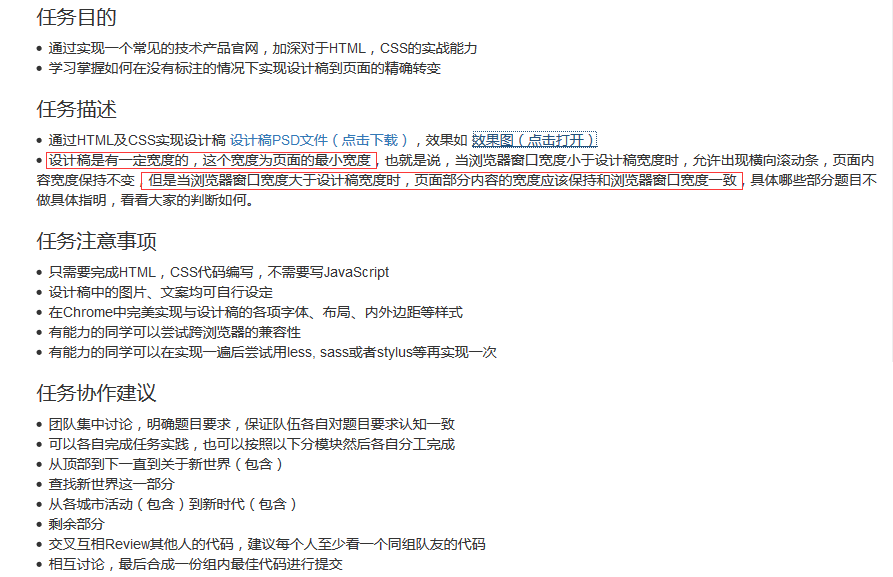 任务目的
通过实现一个常见的技术产品官网，加深对于HTML，CSS的实战能力
学习掌握如何在没有标注的情况下实现设计稿到页面的精确转变
任务描述
通过HTML及CSS实现设计稿 设计稿PSD文件（点击下载），效果如 效果图（点击打开）
设计稿是有一定宽度的，这个宽度为页面的最小宽度，也就是说，当浏览器窗口宽度小于设计稿宽度时，允许出现横向滚动条，页面内
容宽度保持不变，但是当浏览器窗口宽度大于设计稿宽度时，页面部分内容的宽度应该保持和浏览器窗口宽度一致，具体哪些部分题目不
做具体指明，看看大家的判断如何。
任务注意事项
只需要完成HTML，CSS代码编写，不需要写JavaScript
设计稿中的图片、文案均可自行设定
在Chrome中完美实现与设计稿的各项字体、布局、内外边距等样式
有能力的同学可以尝试跨浏览器的兼容性
有能力的同学可以在实现一遍后尝试用less, sass或者stylus等再实现一次
任务协作建议
团队集中讨论，明确题目要求，保证队伍各自对题目要求认知一致
可以各自完成任务实践，也可以按照以下分模块然后各自分工完成
从顶部到下一直到关于新世界（包含）
查找新世界这一部分
从各城市活动（包含）到新时代（包含）
剩余部分
交叉互相Review其他人的代码，建议每个人至少看一个同组队友的代码
相互讨论，最后合成一份组内最佳代码进行提交